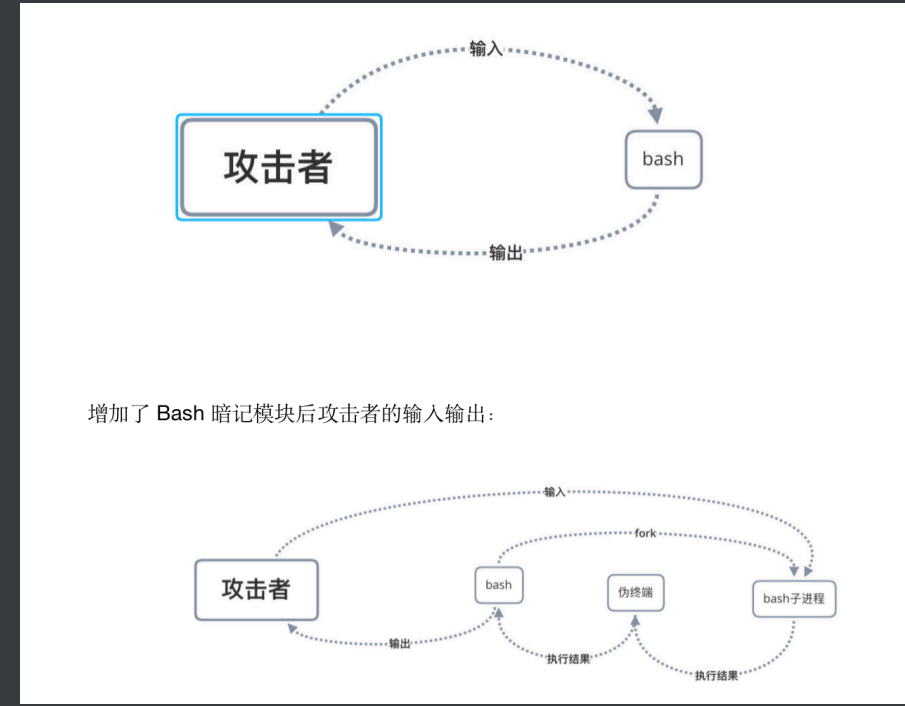 输入
攻击者
bash
输出
增加了 Bash 暗记模块后攻击者的输入输出：
输入
fork
攻击者
bash
伪终端
bash子进程
输出
执行结果
执行结果